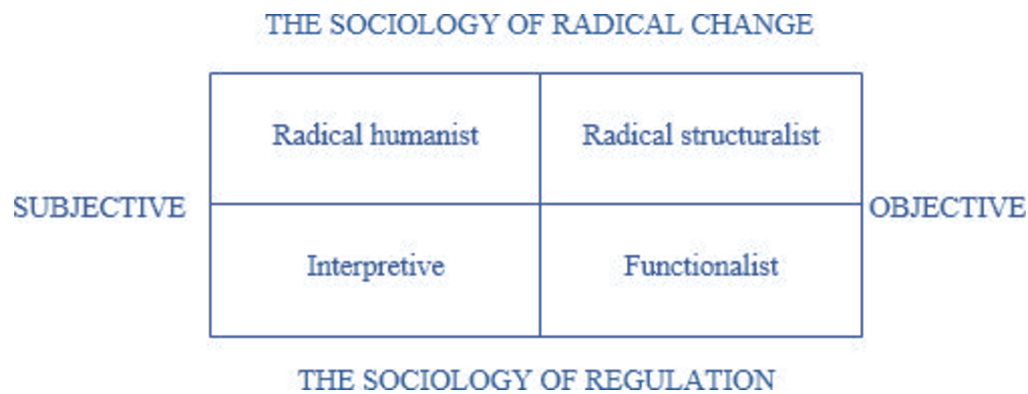 THE SOCIOLOGY OF RADICAL CHANGE
Radical humanist Radical structuralist
SUBJECTIVE OBJECTIVE
Interpretive Functionalist
THE SOCIOLOGY OF REGULATION